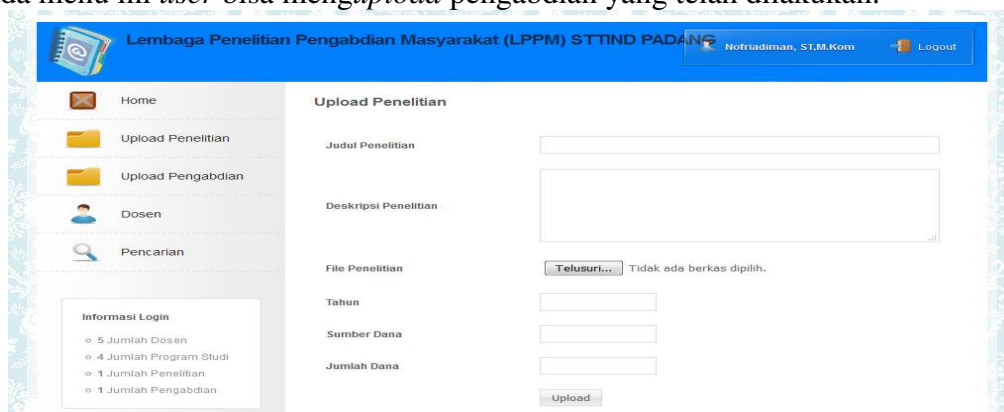 da menu ini user bisa mengupload pengabdian yang telah dilakukan.
Lembaga Penelitian Pengabdian Masyarakat (LPPM) STTIND PADANG
Nofriadiman, ST,M.Kom
Logout
Home
Upload Penelitian
Upload Pengabdian
Dosen
Pencarian
Informasi Login
5 Jumlah Dosen
4 Jumlah Program Studi
1 Jumlah Penelitian
1 Jumlah Pengabdian
Upload Penelitian
Judul Penelitian
Deskripsi Penelitian
File Penelitian Telusuri... Tidak ada berkas dipilih.
Tahun
Sumber Dana
Jumlah Dana
Upload